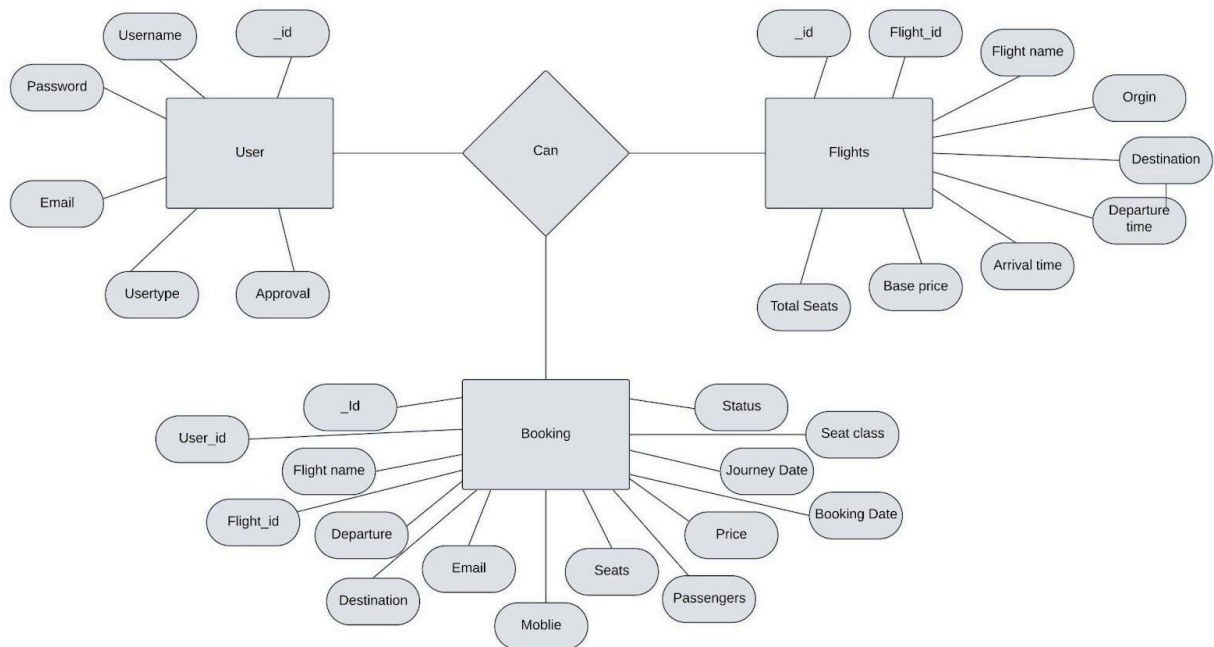 Username
_id
Password
User
Email
Usertype
Approval
Can
_id
Flight_id
Flight name
Orgin
Flights
Destination
Departure
time
Arrival time
Base price
Total Seats
_Id
User_id
Flight name
Flight_id
Departure
Destination
Email
Moblie
Booking
Status
Seat class
Journey Date
Booking Date
Price
Passengers
Seats